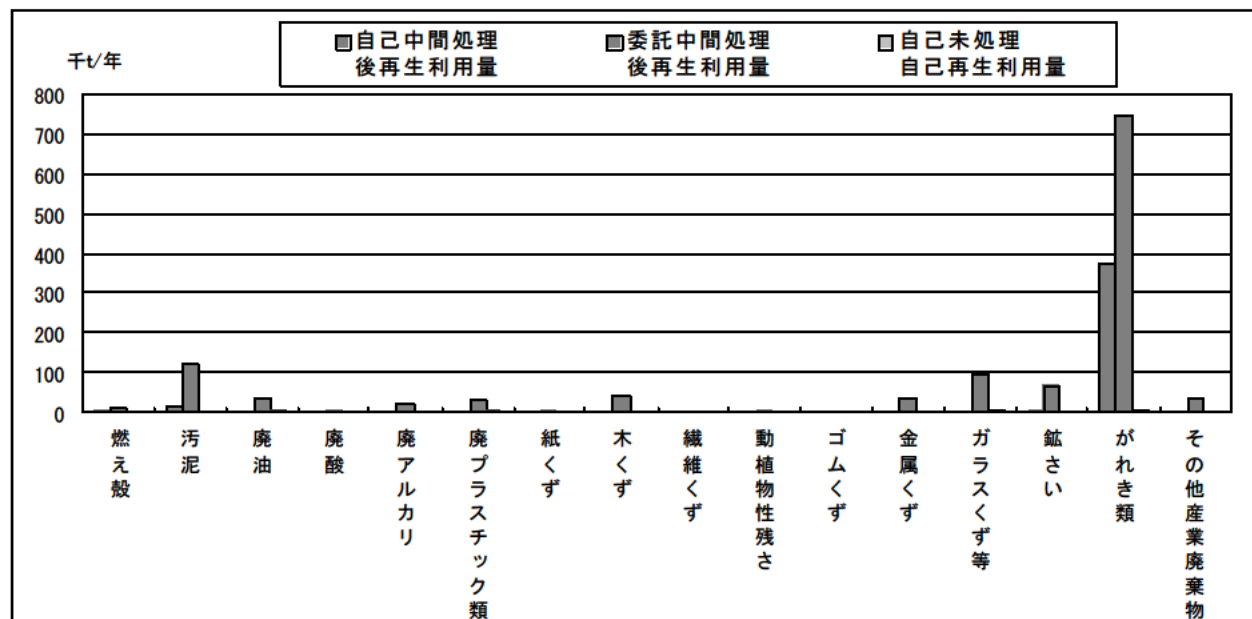 自己中間処理
後再生利用量
委託中間処理
後再生利用量
自己未処理
自己再生利用量
千t/年
800
700
600
500
400
300
200
100
0
燃え殻
汚泥
廃油
廃酸
廃アルカリ
廃プラスチック類
紙くず
木くず
繊維くず
動植物性残さ
ゴムくず
金属くず
ガラスくず等
鉱さい
がれき類
その他産業廃棄物